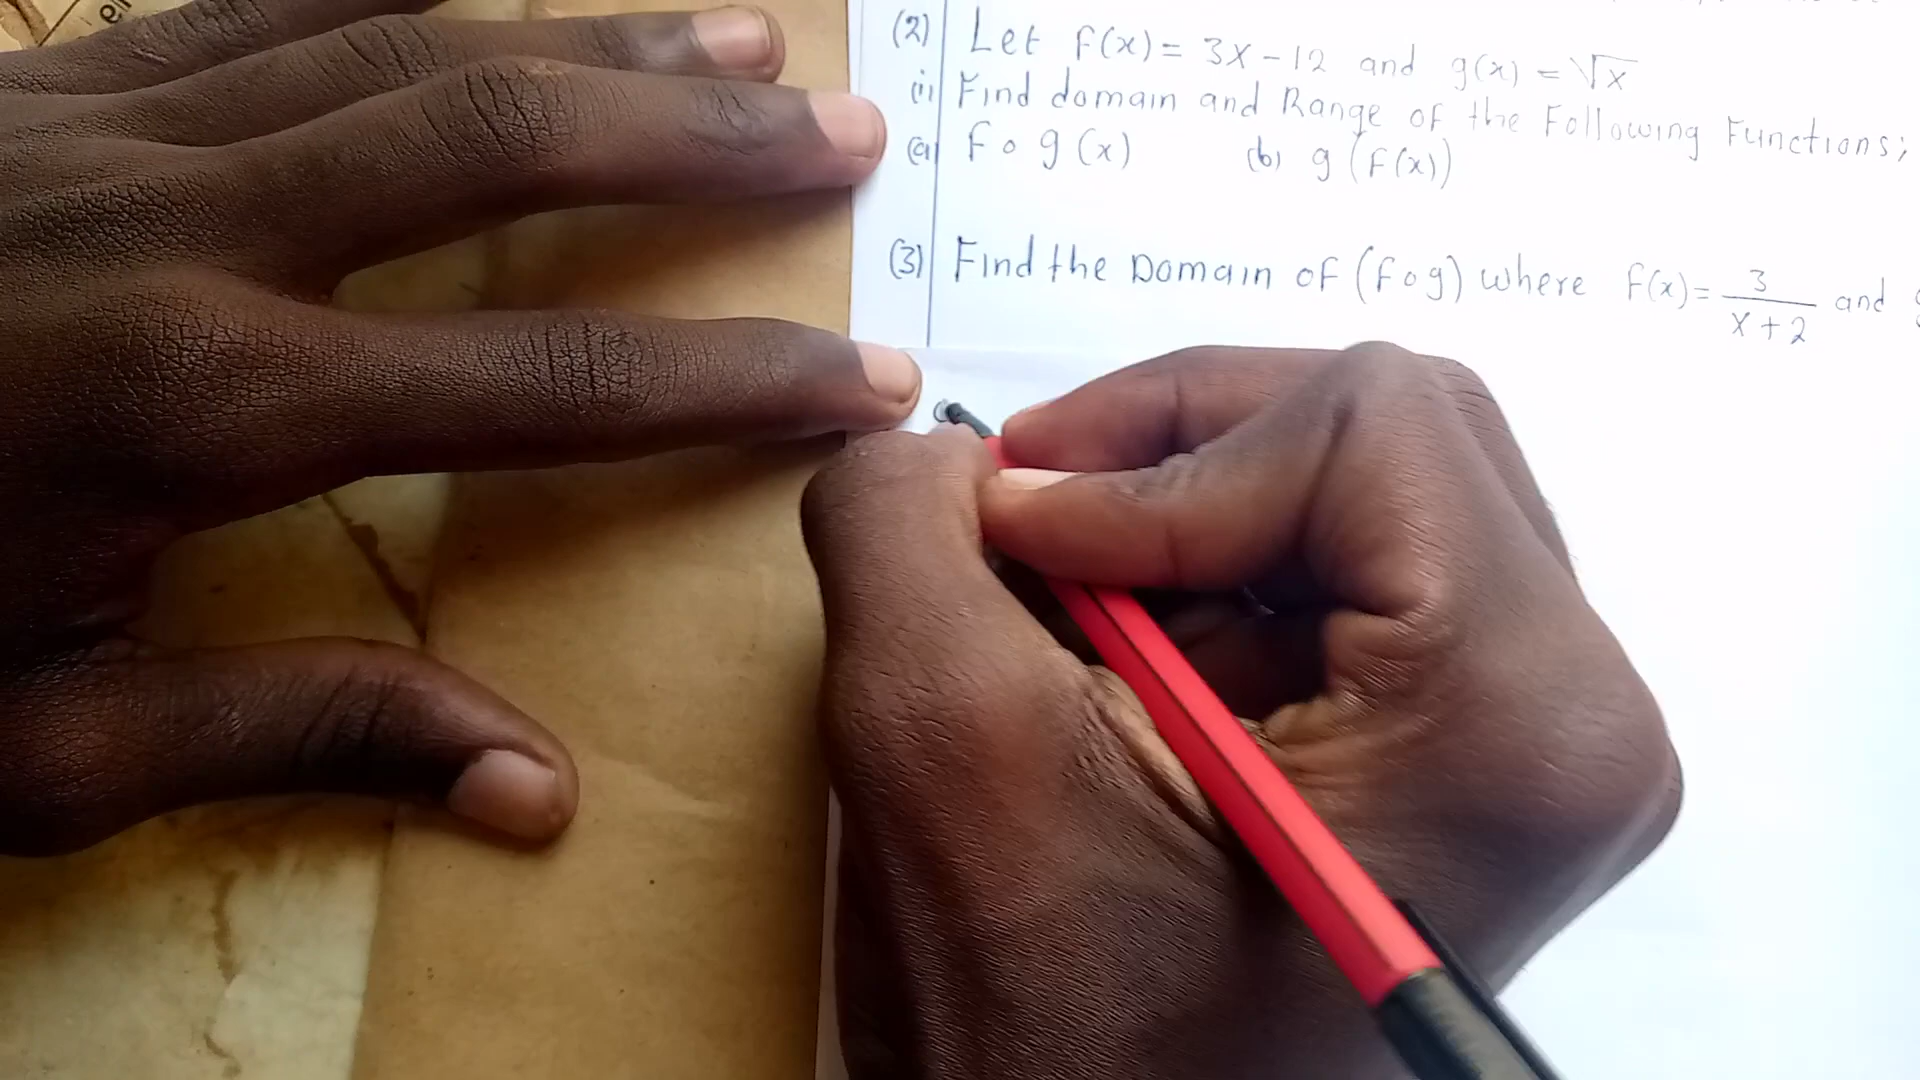 (2) Let f(x) = 3x - 12 and g(x) = √x
(i) Find domain and Range of the Following Functions;
(a) f o g (x) (b) g (f(x))
(3) Find the Domain of (f o g) where f(x) = 3/(x + 2) and